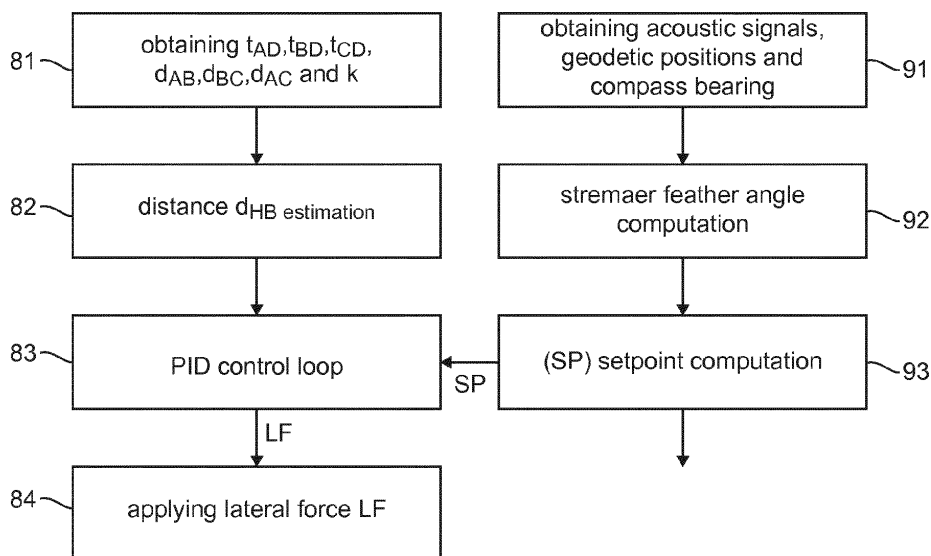 81
obtaining tAD,tBD,tCD,
dAB,dBC,dAC and k
82
distance dHB estimation
83
PID control loop
LF
84
applying lateral force LF
obtaining acoustic signals,
geodetic positions and
compass bearing
91
stremaer feather angle
computation
92
(SP) setpoint computation
93
SP